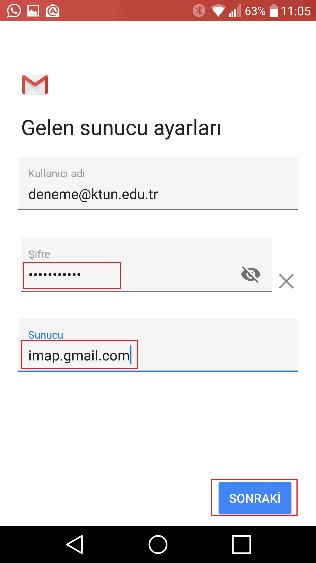 63% 11:05
Gelen sunucu ayarları
Kullanıcı adı
deneme@ktun.edu.tr
Şifre
•••••••••••
Sunucu
imap.gmail.com
SONRAKİ